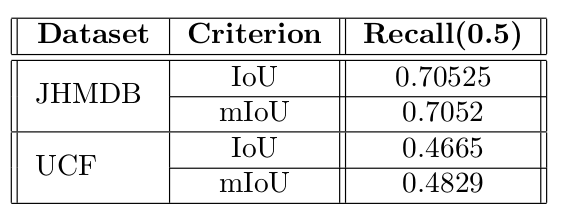 Dataset Criterion Recall(0.5)
JHMDB IoU 0.70525
mIoU 0.7052
UCF IoU 0.4665
mIoU 0.4829